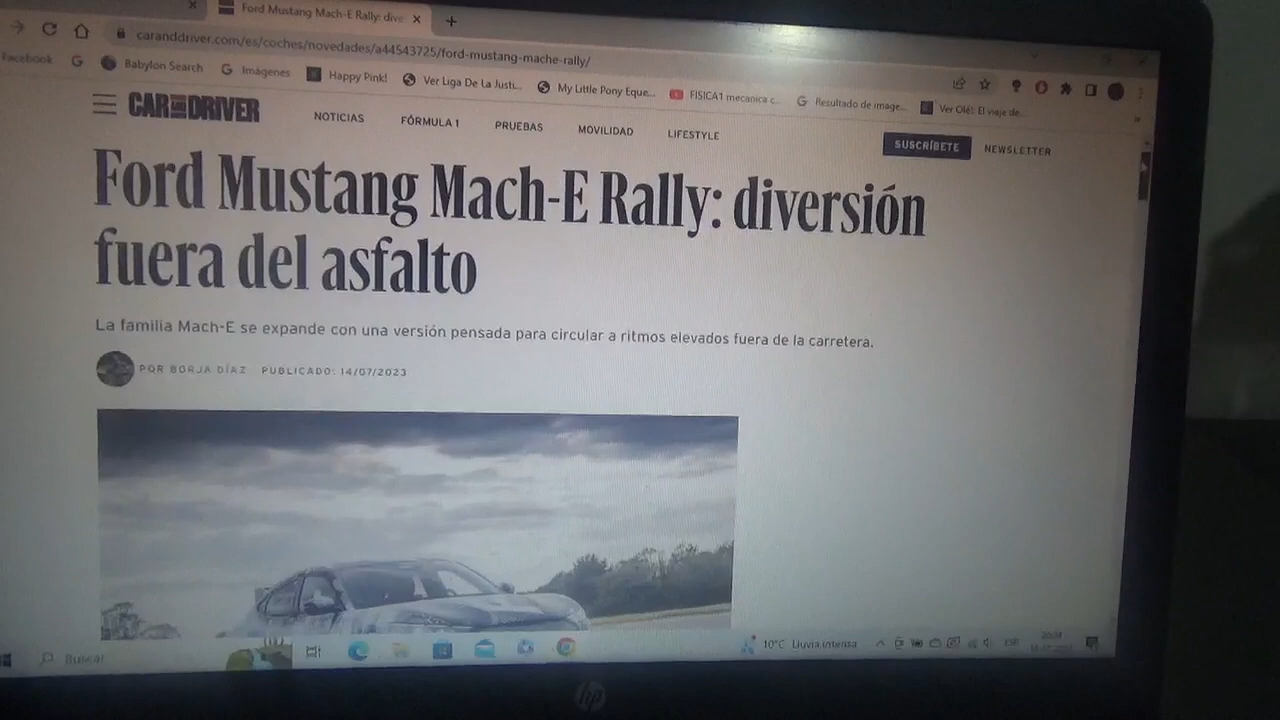 Ford Mustang Mach-E Rally: dive
caranddriver.com/es/coches/novedades/a44543725/ford-mustang-mache-rally/
Facebook
Babylon Search
Imágenes
Happy Pink!
Ver Liga De La Justi...
My Little Pony Eque...
FISICA1 mecanica c...
Resultado de image...
Ver Olé!: El viaje de...
CAR AND DRIVER
NOTICIAS
FÓRMULA 1
PRUEBAS
MOVILIDAD
LIFESTYLE
SUSCRÍBETE
NEWSLETTER
Ford Mustang Mach-E Rally: diversión
fuera del asfalto
La familia Mach-E se expande con una versión pensada para circular a ritmos elevados fuera de la carretera.
POR BORJA DÍAZ PUBLICADO: 14/07/2023
Buscar
10°C Lluvia intensa
ESP
hp